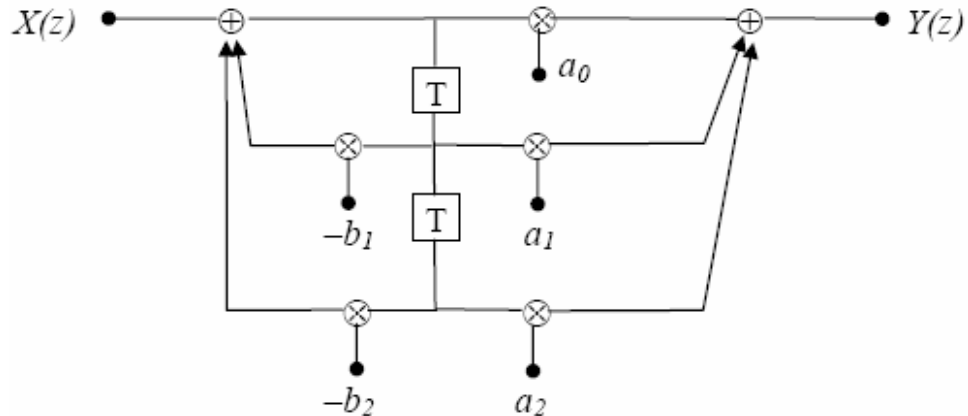 X(z) Y(z)
a₀
T
–b₁ a₁
T
–b₂ a₂